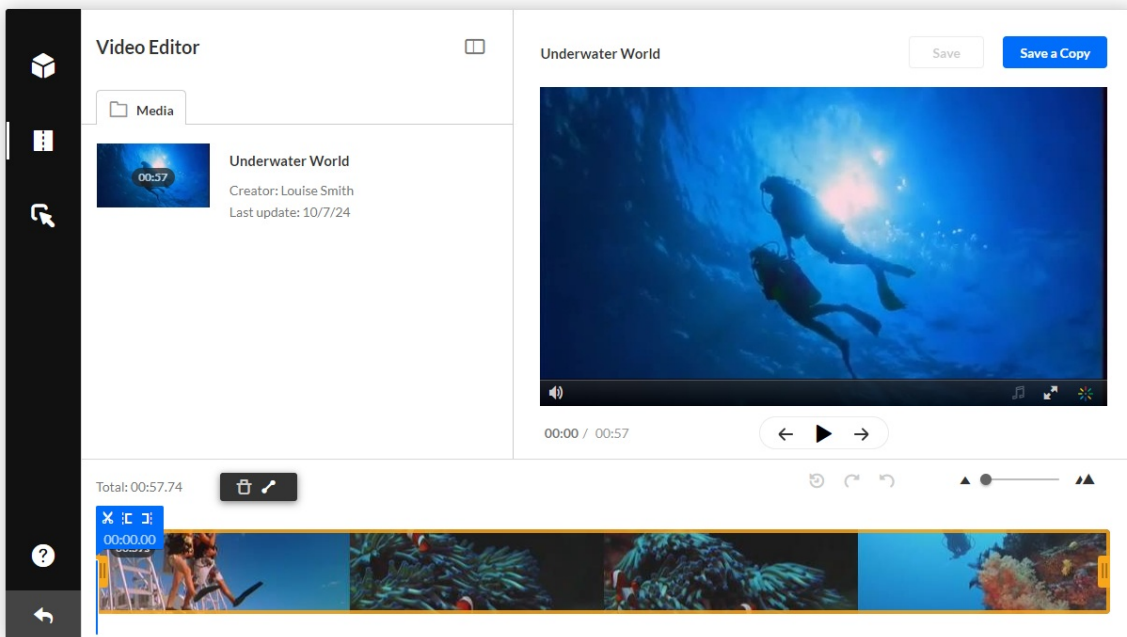 Video Editor
Underwater World
Save
Save a Copy
Media
00:57
Underwater World
Creator: Louise Smith
Last update: 10/7/24
00:00 / 00:57
Total: 00:57.74
00:00.00
?